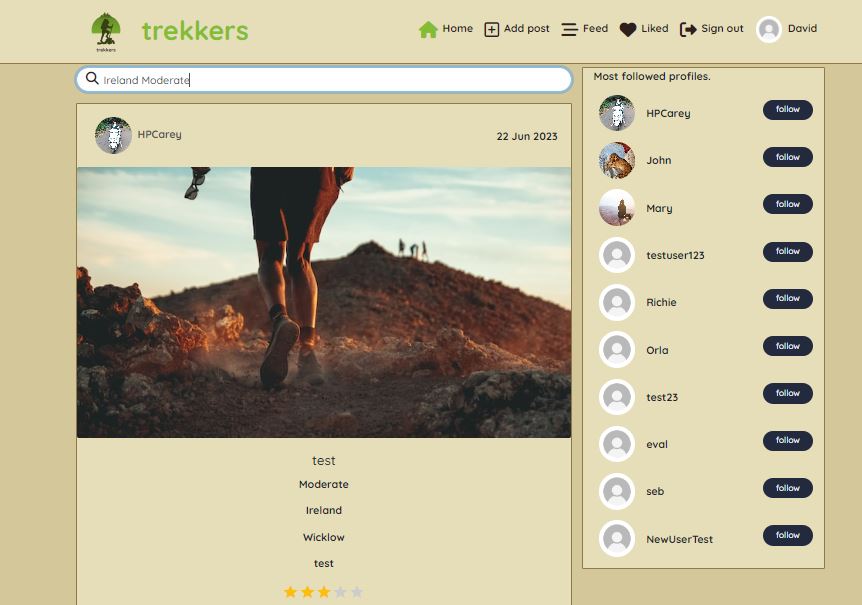 trekkers
trekkers
Home
Add post
Feed
Liked
Sign out
David
Ireland Moderate
HPCarey
22 Jun 2023
test
Moderate
Ireland
Wicklow
test
Most followed profiles.
HPCarey
follow
John
follow
Mary
follow
testuser123
follow
Richie
follow
Orla
follow
test23
follow
eval
follow
seb
follow
NewUserTest
follow